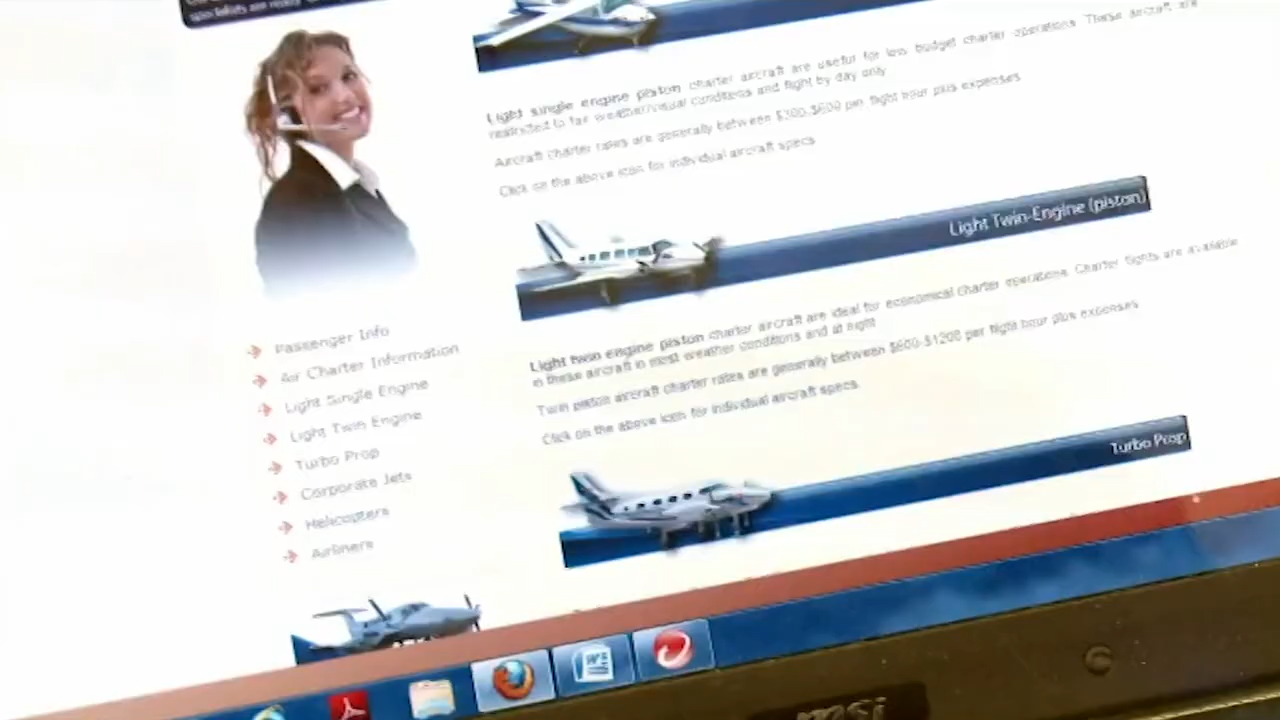 specialists are ready
Light single engine piston charter aircraft are useful for low budget charter operations. These aircraft are
restricted to fair weather/visual conditions and flight by day only
Aircraft charter rates are generally between $300-$600 per flight hour plus expenses
Click on the above icon for individual aircraft specs
Light Twin-Engine (piston)
Light twin engine piston charter aircraft are ideal for economical charter operations. Charter flights are available
in these aircraft in most weather conditions and at night
Twin piston aircraft charter rates are generally between $600-$1200 per flight hour plus expenses
Click on the above icon for individual aircraft specs.
Turbo Prop
Passenger Info
Air Charter Information
Light Single Engine
Light Twin Engine
Turbo Prop
Corporate Jets
Helicopters
Airliners
msi